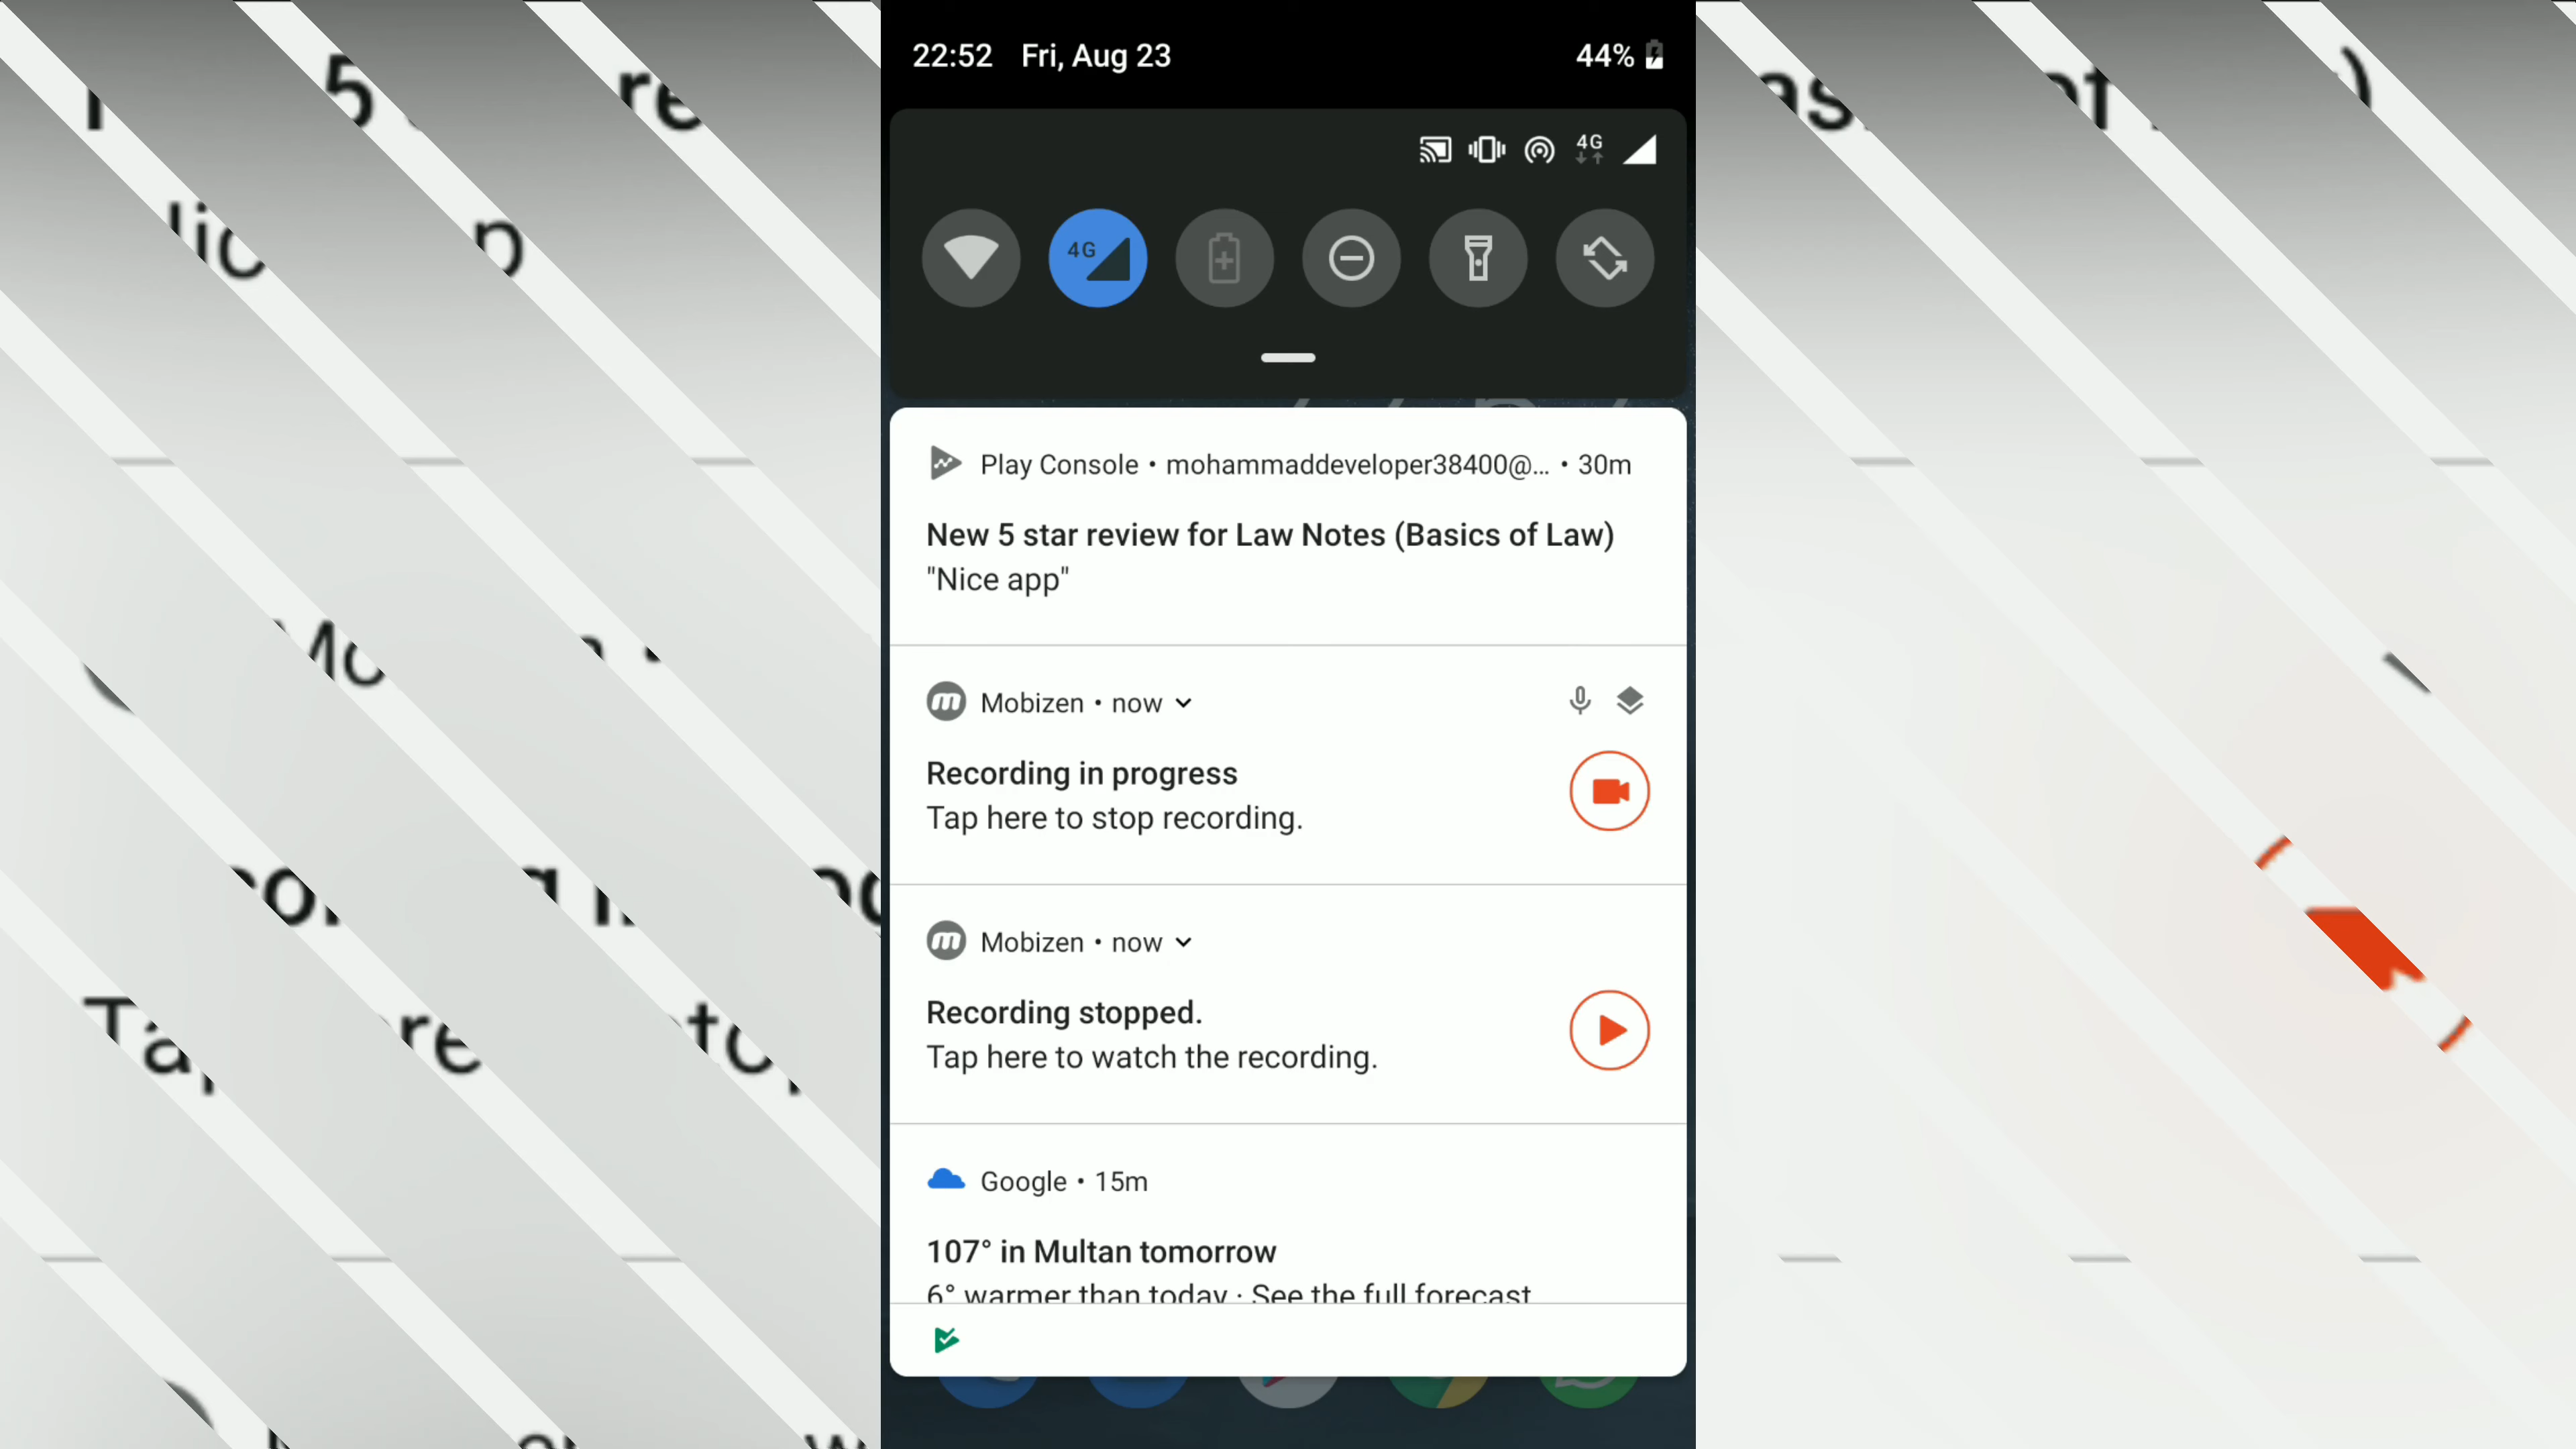 22:52 Fri, Aug 23 44%
4G
4G
Play Console • mohammaddeveloper38400@... • 30m
New 5 star review for Law Notes (Basics of Law)
"Nice app"
Mobizen • now
Recording in progress
Tap here to stop recording.
Mobizen • now
Recording stopped.
Tap here to watch the recording.
Google • 15m
107° in Multan tomorrow
6° warmer than today · See the full forecast